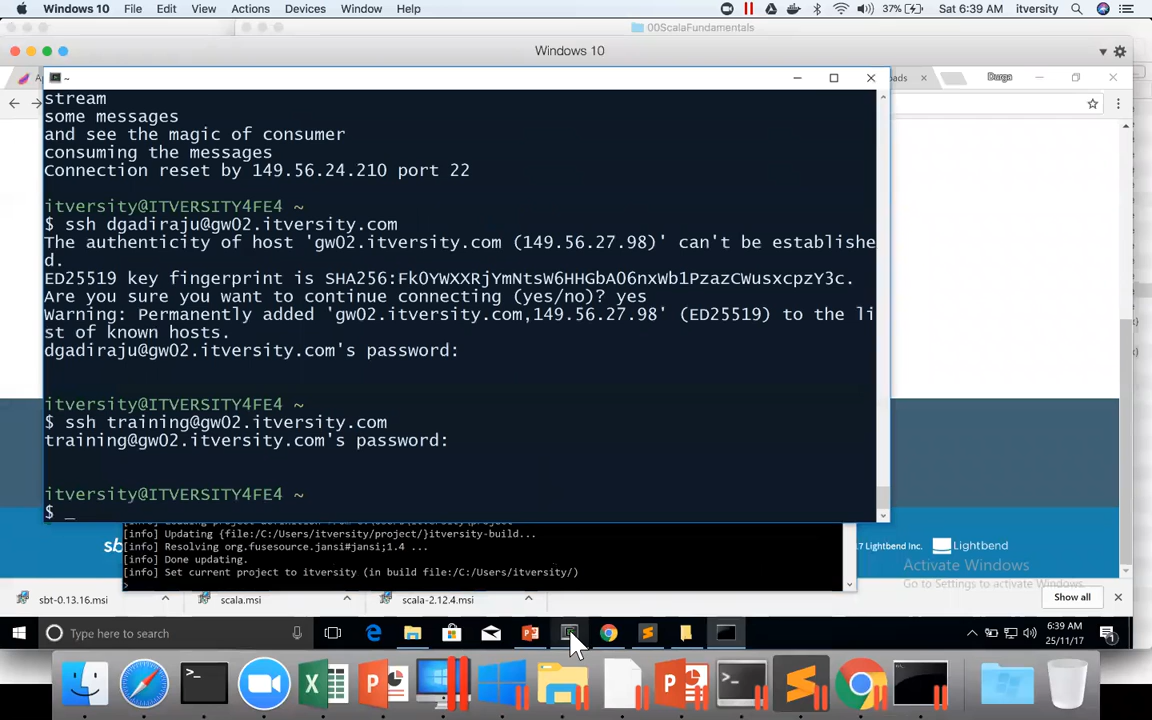 Windows 10 File Edit View Actions Devices Window Help 37% Sat 6:39 AM itversity
00ScalaFundamentals
Windows 10
~
Durga
stream
some messages
and see the magic of consumer
consuming the messages
Connection reset by 149.56.24.210 port 22
itversity@ITVERSITY4FE4 ~
$ ssh dgadiraju@gw02.itversity.com
The authenticity of host 'gw02.itversity.com (149.56.27.98)' can't be establishe
d.
ED25519 key fingerprint is SHA256:FkOYWXXRjYmNtsW6HHGbAO6nxWb1PzazCWusxcpzY3c.
Are you sure you want to continue connecting (yes/no)? yes
Warning: Permanently added 'gw02.itversity.com,149.56.27.98' (ED25519) to the li
st of known hosts.
dgadiraju@gw02.itversity.com's password:
itversity@ITVERSITY4FE4 ~
$ ssh training@gw02.itversity.com
training@gw02.itversity.com's password:
itversity@ITVERSITY4FE4 ~
$ _
[info] Updating {file:/C:/Users/itversity/project/}itversity-build...
[info] Resolving org.fusesource.jansi#jansi;1.4 ...
[info] Done updating.
[info] Set current project to itversity (in build file:/C:/Users/itversity/)
>
Lightbend Inc. Lightbend
Activate Windows
Go to Settings to activate Windows.
sbt-0.13.16.msi scala.msi scala-2.12.4.msi Show all
Type here to search 6:39 AM
25/11/17